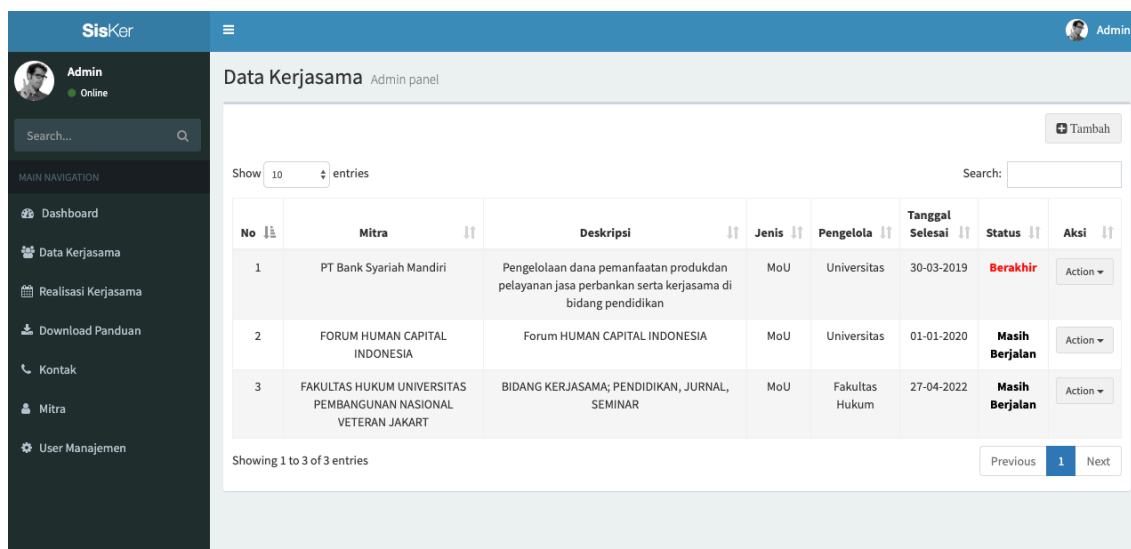 SisKer
Admin
Admin
Online
Search...
MAIN NAVIGATION
Dashboard
Data Kerjasama
Realisasi Kerjasama
Download Panduan
Kontak
Mitra
User Manajemen
Data Kerjasama Admin panel
Tambah
Show 10 entries
Search:
No Mitra Deskripsi Jenis Pengelola Tanggal Selesai Status Aksi
1 PT Bank Syariah Mandiri Pengelolaan dana pemanfaatan produkdan MoU Universitas 30-03-2019 Berakhir Action
pelayanan jasa perbankan serta kerjasama di
bidang pendidikan
2 FORUM HUMAN CAPITAL Forum HUMAN CAPITAL INDONESIA MoU Universitas 01-01-2020 Masih Action
INDONESIA Berjalan
3 FAKULTAS HUKUM UNIVERSITAS BIDANG KERJASAMA; PENDIDIKAN, JURNAL, MoU Fakultas 27-04-2022 Masih Action
PEMBANGUNAN NASIONAL SEMINAR Hukum Berjalan
VETERAN JAKART
Showing 1 to 3 of 3 entries
Previous 1 Next